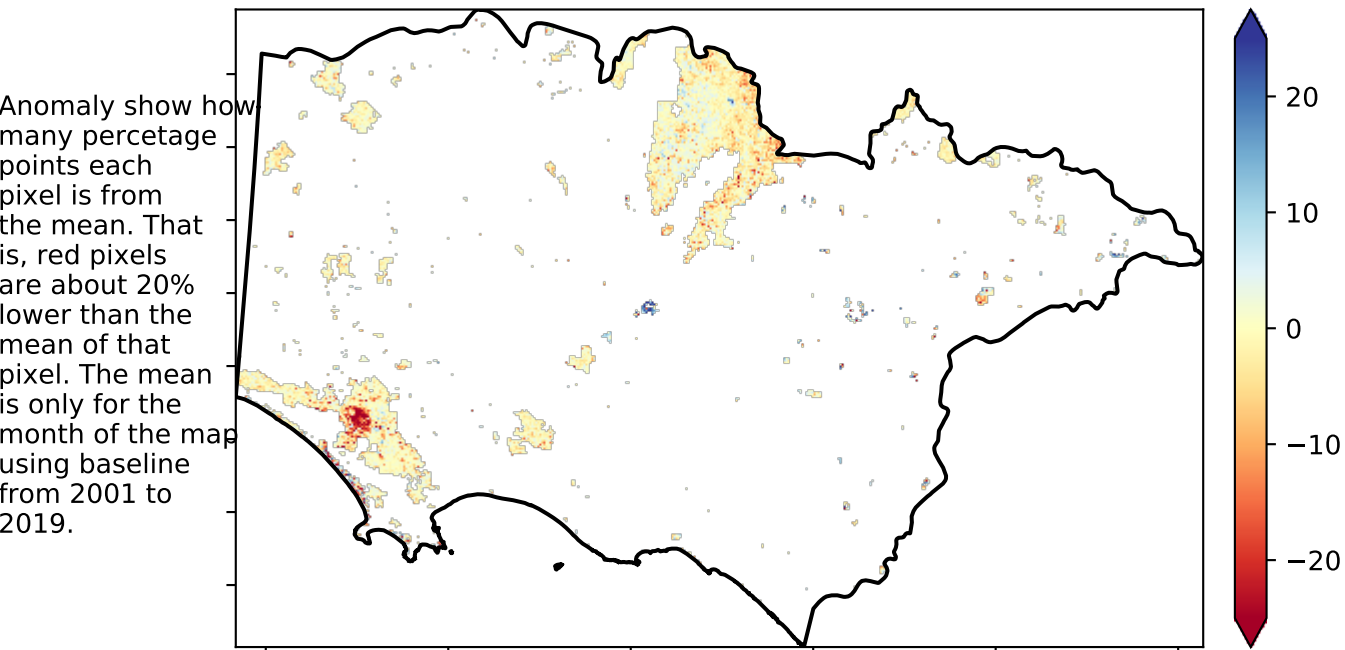 Anomaly show how
many percetage
points each
pixel is from
the mean. That
is, red pixels
are about 20%
lower than the
mean of that
pixel. The mean
is only for the
month of the map
using baseline
from 2001 to
2019.
20
10
0
−10
−20